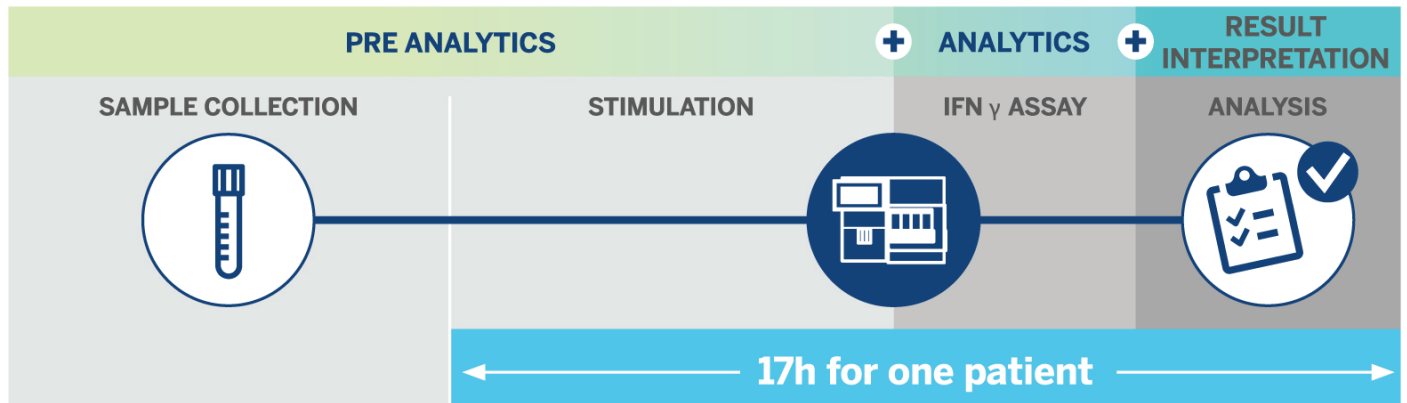 PRE ANALYTICS
+
ANALYTICS
+
RESULT
INTERPRETATION
SAMPLE COLLECTION
STIMULATION
IFN γ ASSAY
ANALYSIS
17h for one patient